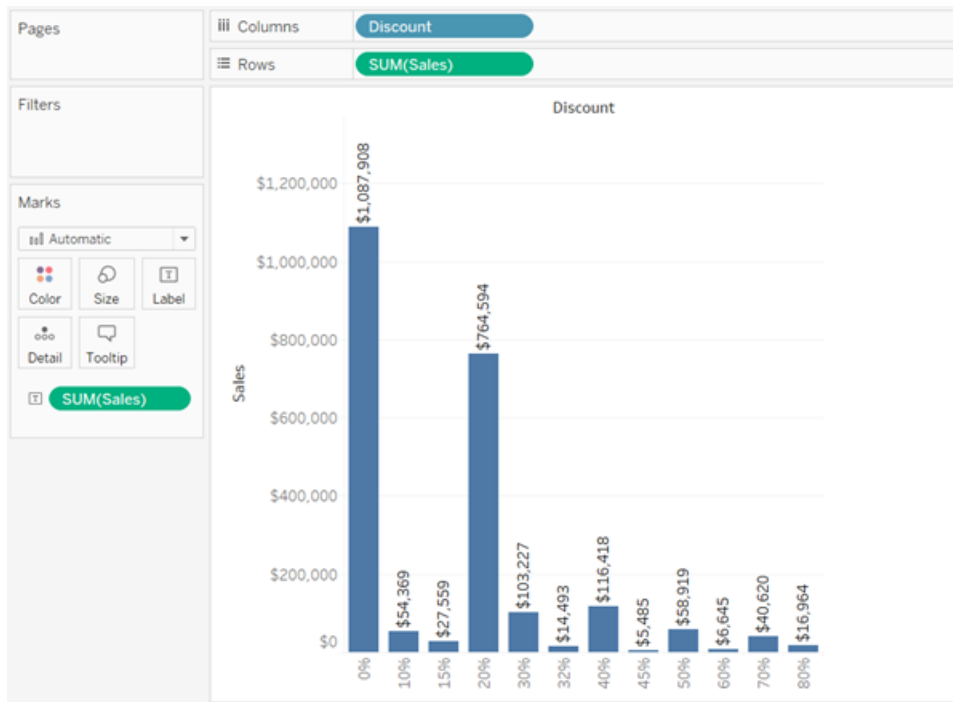 Pages
Columns
Discount
Rows
SUM(Sales)
Filters
Marks
Automatic
Color
Size
Label
Detail
Tooltip
SUM(Sales)
Discount
Sales
$1,200,000
$1,000,000
$800,000
$600,000
$400,000
$200,000
$0
$1,087,908
$54,369
$27,559
$764,594
$103,227
$14,493
$116,418
$5,485
$58,919
$6,645
$40,620
$16,964
0%
10%
15%
20%
30%
32%
40%
45%
50%
60%
70%
80%